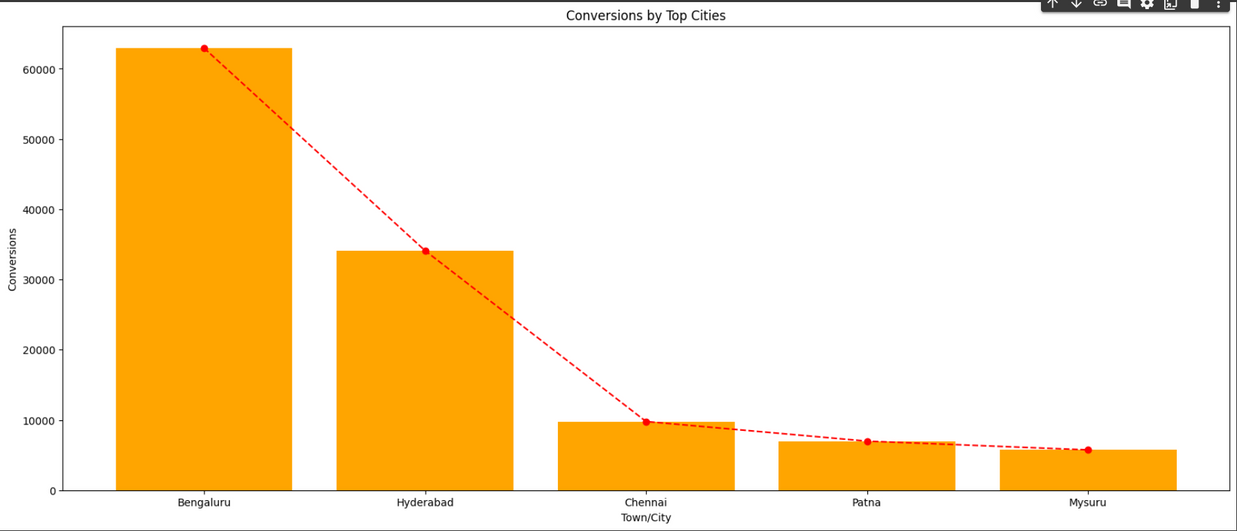 Conversions by Top Cities
60000
50000
40000
30000
20000
10000
0
Conversions
Bengaluru Hyderabad Chennai Patna Mysuru
Town/City